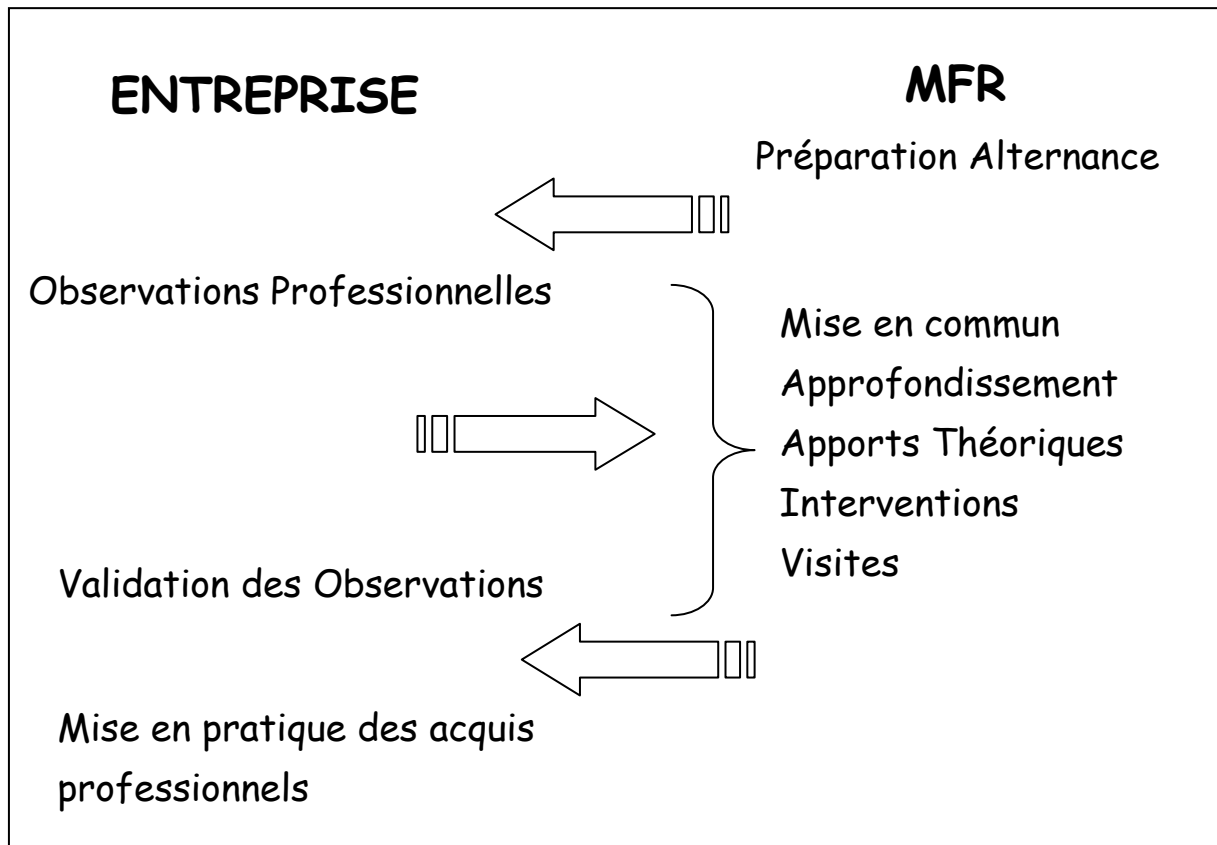 ENTREPRISE
MFR
Préparation Alternance
Observations Professionnelles
Mise en commun
Approfondissement
Apports Théoriques
Interventions
Visites
Validation des Observations
Mise en pratique des acquis
professionnels